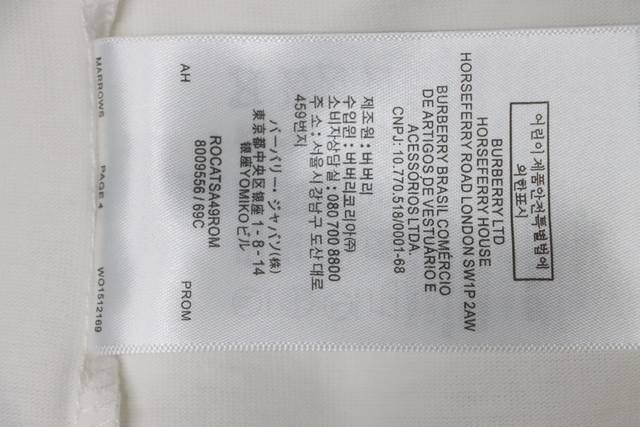 어린이제품안전특별법에
의한표시
BURBERRY LTD
HORSEFERRY HOUSE
HORSEFERRY ROAD LONDON SW1P 2AW
BURBERRY BRASIL COMÉRCIO
DE ARTIGOS DE VESTUÁRIO E
ACESSÓRIOS LTDA.
CNPJ: 10.770.518/0001-68
제조원 : 버버리
수입원 : 버버리코리아(주)
소비자상담실 : 080 700 8800
주 소 : 서울시 강남구 도산 대로
459번지
バーバリー・ジャパン(株)
東京都中央区銀座 1 - 8 - 14
銀座YOMIKOビル
ROCATSA49ROM
8009556 / 69C
AH PROM
MARROWS PAGE 4 WO1512169